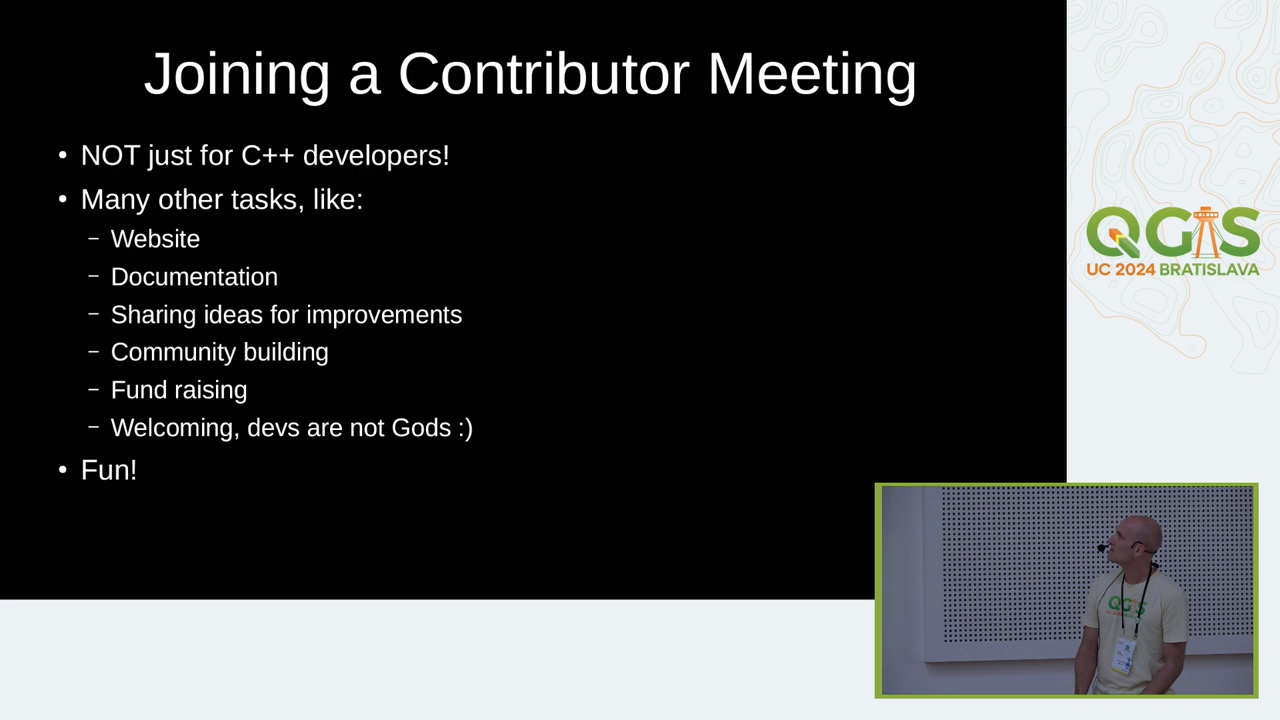 Joining a Contributor Meeting
• NOT just for C++ developers!
• Many other tasks, like:
– Website
– Documentation
– Sharing ideas for improvements
– Community building
– Fund raising
– Welcoming, devs are not Gods :)
• Fun!
QGIS
UC 2024 BRATISLAVA
QGIS